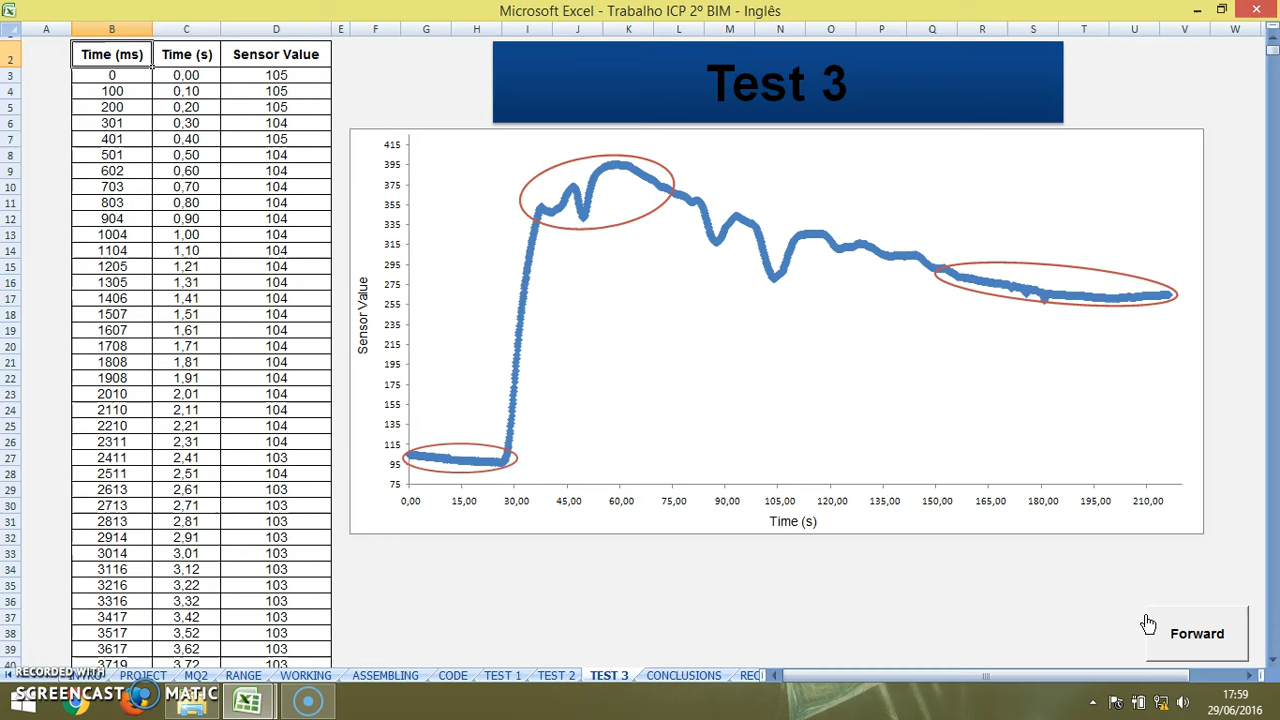 Microsoft Excel - Trabalho ICP 2º BIM - Inglês
A B C D E F G H I J K L M N O P Q R S T U V W
2 Time (ms) Time (s) Sensor Value
3 0 0,00 105
4 100 0,10 105
5 200 0,20 105
6 301 0,30 104
7 401 0,40 105
8 501 0,50 104
9 602 0,60 104
10 703 0,70 104
11 803 0,80 104
12 904 0,90 104
13 1004 1,00 104
14 1104 1,10 104
15 1205 1,21 104
16 1305 1,31 104
17 1406 1,41 104
18 1507 1,51 104
19 1607 1,61 104
20 1708 1,71 104
21 1808 1,81 104
22 1908 1,91 104
23 2010 2,01 104
24 2110 2,11 104
25 2210 2,21 104
26 2311 2,31 104
27 2411 2,41 103
28 2511 2,51 104
29 2613 2,61 103
30 2713 2,71 103
31 2813 2,81 103
32 2914 2,91 103
33 3014 3,01 103
34 3116 3,12 103
35 3216 3,22 103
36 3316 3,32 103
37 3417 3,42 103
38 3517 3,52 103
39 3617 3,62 103
40 3719 3,72 103
Test 3
415
395
375
355
335
315
295
275
255
235
215
195
175
155
135
115
95
75
Sensor Value
0,00 15,00 30,00 45,00 60,00 75,00 90,00 105,00 120,00 135,00 150,00 165,00 180,00 195,00 210,00
Time (s)
Forward
PROJECT MQ2 RANGE WORKING ASSEMBLING CODE TEST 1 TEST 2 TEST 3 CONCLUSIONS REC
RECORDED WITH
SCREENCAST MATIC
17:59
29/06/2016